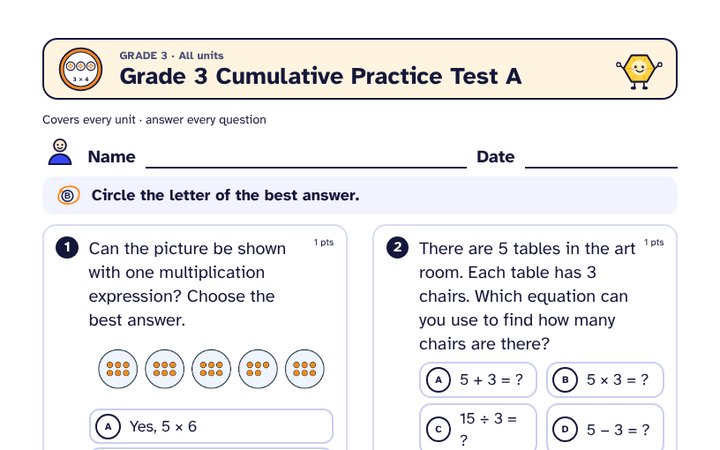 GRADE 3 · All units
Grade 3 Cumulative Practice Test A
3 × 4
Covers every unit · answer every question
Name
Date
B
Circle the letter of the best answer.
1
1 pts
Can the picture be shown
with one multiplication
expression? Choose the
best answer.
A Yes, 5 × 6
2
1 pts
There are 5 tables in the art
room. Each table has 3
chairs. Which equation can
you use to find how many
chairs are there?
A 5 + 3 = ?
B 5 × 3 = ?
C 15 ÷ 3 =
?
D 5 – 3 = ?